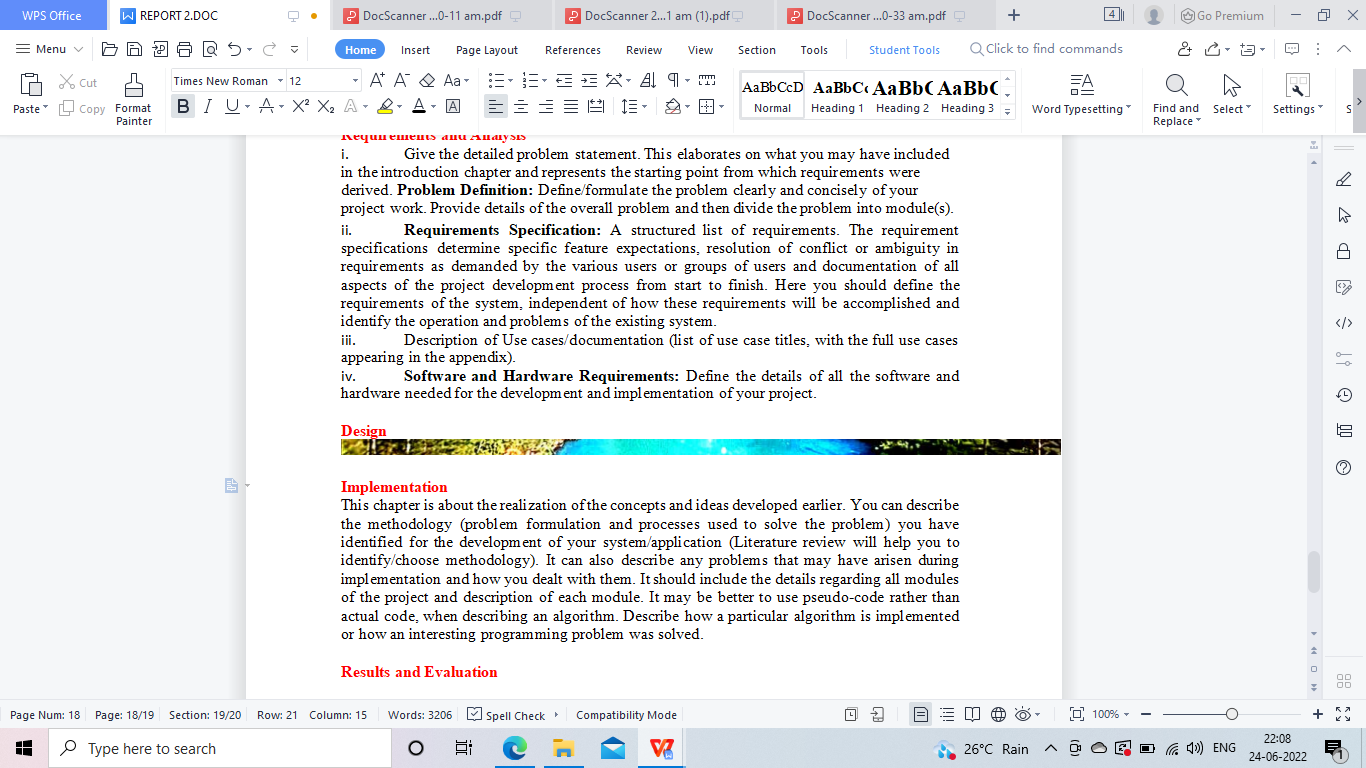 WPS Office
REPORT 2.DOC
DocScanner ...0-11 am.pdf
DocScanner 2...1 am (1).pdf
DocScanner ...0-33 am.pdf
4
Go Premium
Menu
Home
Insert
Page Layout
References
Review
View
Section
Tools
Student Tools
Click to find commands
Paste
Cut
Copy
Format
Painter
Times New Roman
12
AaBbCcD
Normal
AaBbC
Heading 1
AaBbC
Heading 2
AaBbC
Heading 3
Word Typesetting
Find and
Replace
Select
Settings
S
Requirements and Analysis
i. Give the detailed problem statement. This elaborates on what you may have included
in the introduction chapter and represents the starting point from which requirements were
derived. Problem Definition: Define/formulate the problem clearly and concisely of your
project work. Provide details of the overall problem and then divide the problem into module(s).
ii. Requirements Specification: A structured list of requirements. The requirement
specifications determine specific feature expectations, resolution of conflict or ambiguity in
requirements as demanded by the various users or groups of users and documentation of all
aspects of the project development process from start to finish. Here you should define the
requirements of the system, independent of how these requirements will be accomplished and
identify the operation and problems of the existing system.
iii. Description of Use cases/documentation (list of use case titles, with the full use cases
appearing in the appendix).
iv. Software and Hardware Requirements: Define the details of all the software and
hardware needed for the development and implementation of your project.
Design
Implementation
This chapter is about the realization of the concepts and ideas developed earlier. You can describe
the methodology (problem formulation and processes used to solve the problem) you have
identified for the development of your system/application (Literature review will help you to
identify/choose methodology). It can also describe any problems that may have arisen during
implementation and how you dealt with them. It should include the details regarding all modules
of the project and description of each module. It may be better to use pseudo-code rather than
actual code, when describing an algorithm. Describe how a particular algorithm is implemented
or how an interesting programming problem was solved.
Results and Evaluation
Page Num: 18 Page: 18/19 Section: 19/20 Row: 21 Column: 15 Words: 3206 Spell Check Compatibility Mode
100%
Type here to search
26°C Rain
ENG
22:08
24-06-2022
1